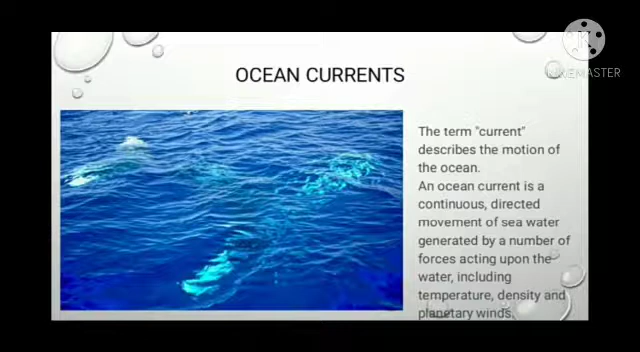 KINEMASTER
OCEAN CURRENTS
The term "current"
describes the motion of
the ocean.
An ocean current is a
continuous, directed
movement of sea water
generated by a number of
forces acting upon the
water, including
temperature, density and
planetary winds.